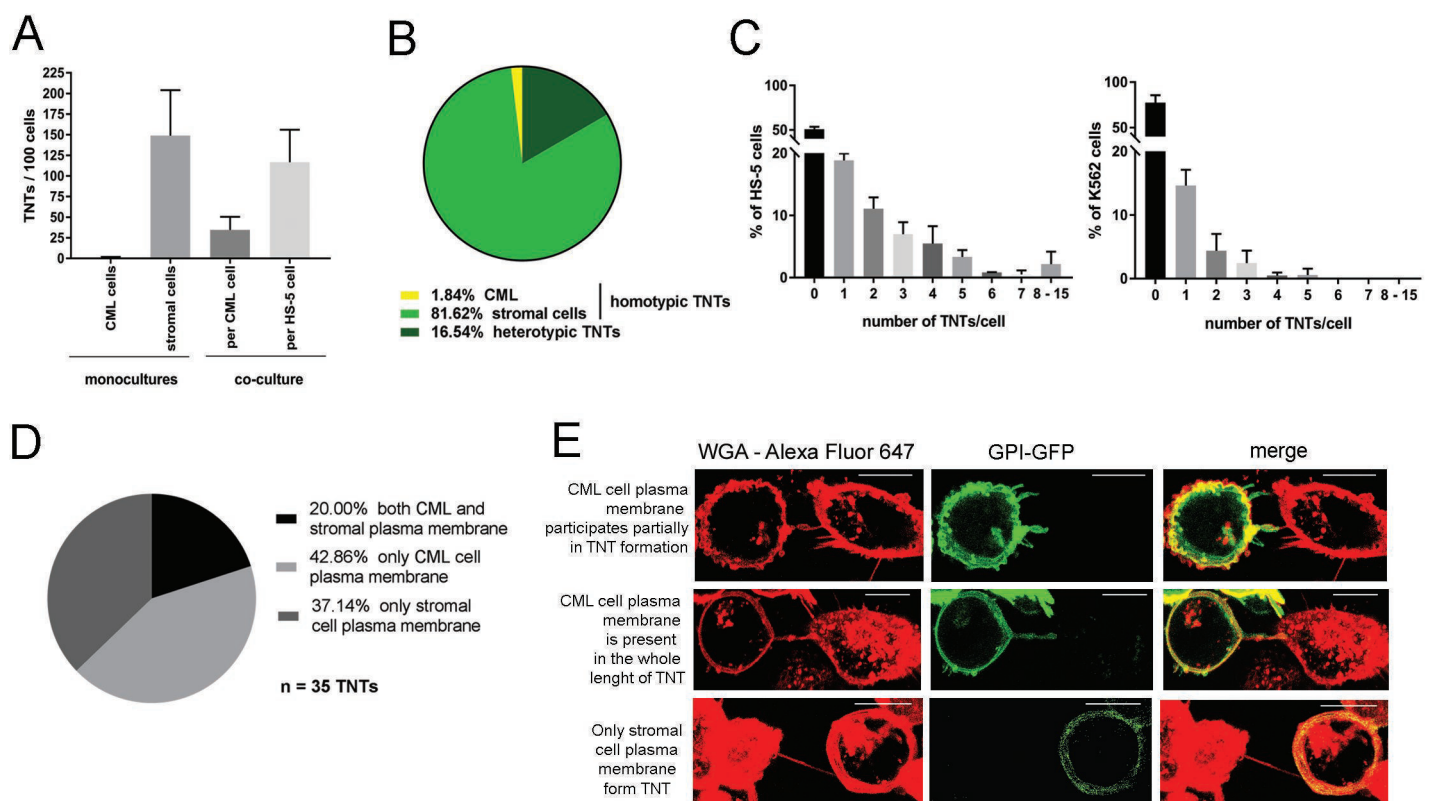 A
225
200
175
150
125
100
75
50
25
0
TNTs / 100 cells
CML cells
stromal cells
per CML cell
per HS-5 cell
monocultures
co-culture
B
1.84% CML
81.62% stromal cells
homotypic TNTs
16.54% heterotypic TNTs
C
100
50
20
10
0
% of HS-5 cells
0 1 2 3 4 5 6 7 8 - 15
number of TNTs/cell
100
50
20
10
0
% of K562 cells
0 1 2 3 4 5 6 7 8 - 15
number of TNTs/cell
D
20.00% both CML and
stromal plasma membrane
42.86% only CML cell
plasma membrane
37.14% only stromal
cell plasma membrane
n = 35 TNTs
E
WGA - Alexa Fluor 647
GPI-GFP
merge
CML cell plasma
membrane
participates partially
in TNT formation
CML cell plasma
membrane
is present
in the whole
lenght of TNT
Only stromal
cell plasma
membrane
form TNT